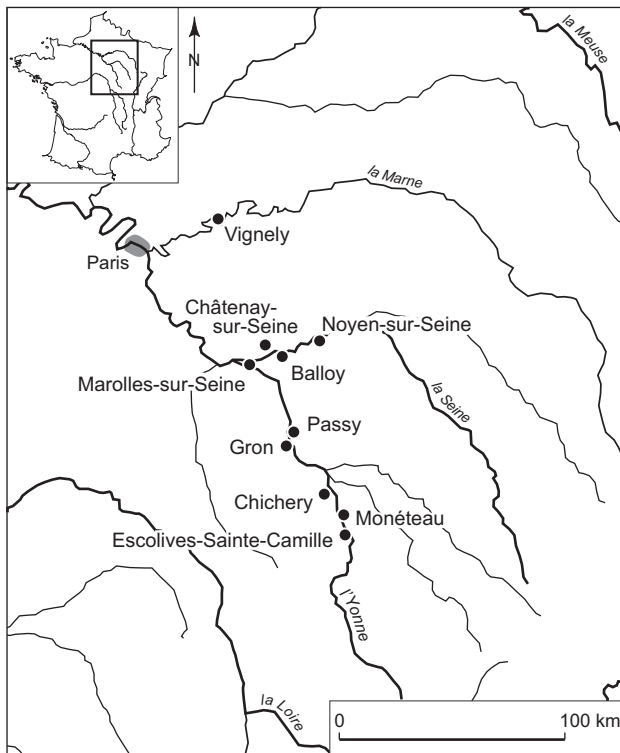 N
la Meuse
la Marne
Vignely
Paris
Châtenay-
sur-Seine
Noyen-sur-Seine
Balloy
Marolles-sur-Seine
la Seine
Passy
Gron
Chichery
Monéteau
Escolives-Sainte-Camille
l'Yonne
la Loire
0
100 km